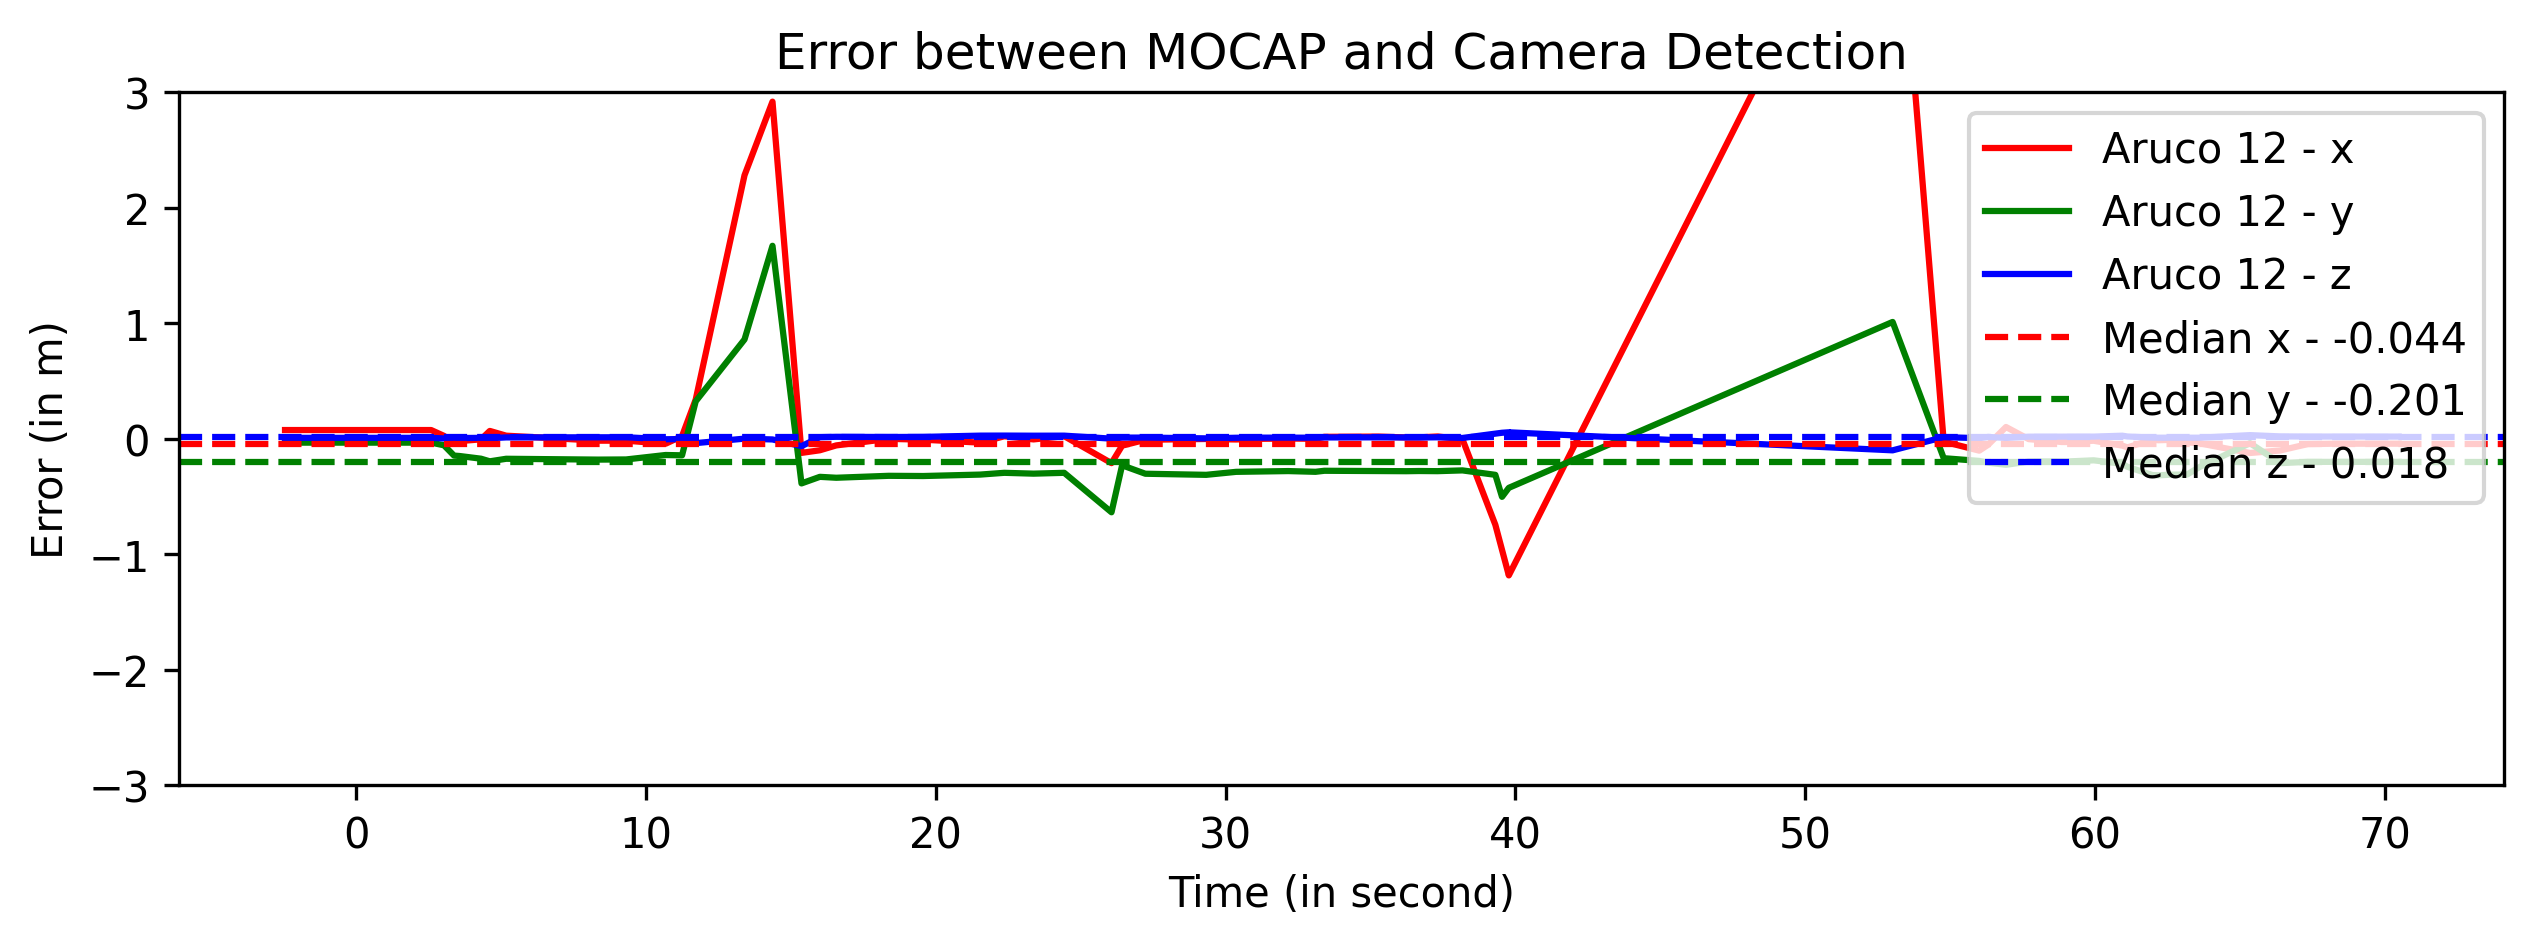 Error between MOCAP and Camera Detection
3
2
1
0
−1
−2
−3
Error (in m)
Aruco 12 - x
Aruco 12 - y
Aruco 12 - z
Median x - -0.044
Median y - -0.201
Median z - 0.018
0 10 20 30 40 50 60 70
Time (in second)